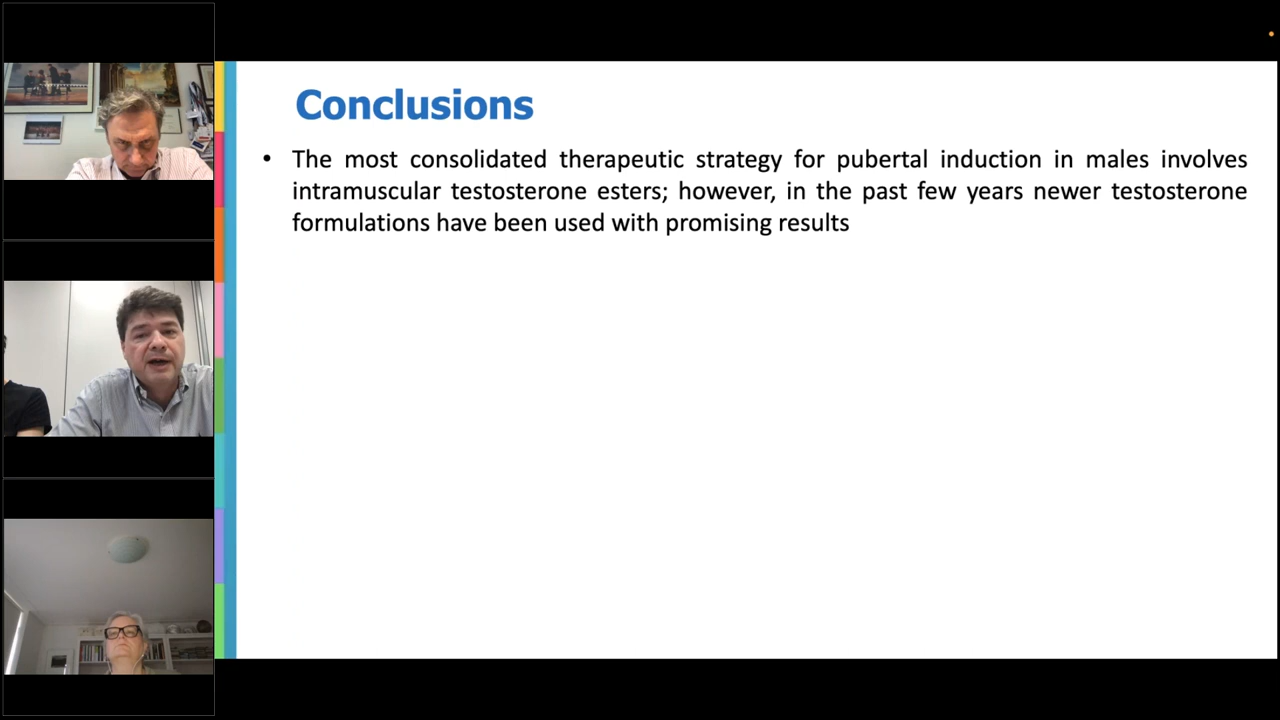 Conclusions
• The most consolidated therapeutic strategy for pubertal induction in males involves
intramuscular testosterone esters; however, in the past few years newer testosterone
formulations have been used with promising results